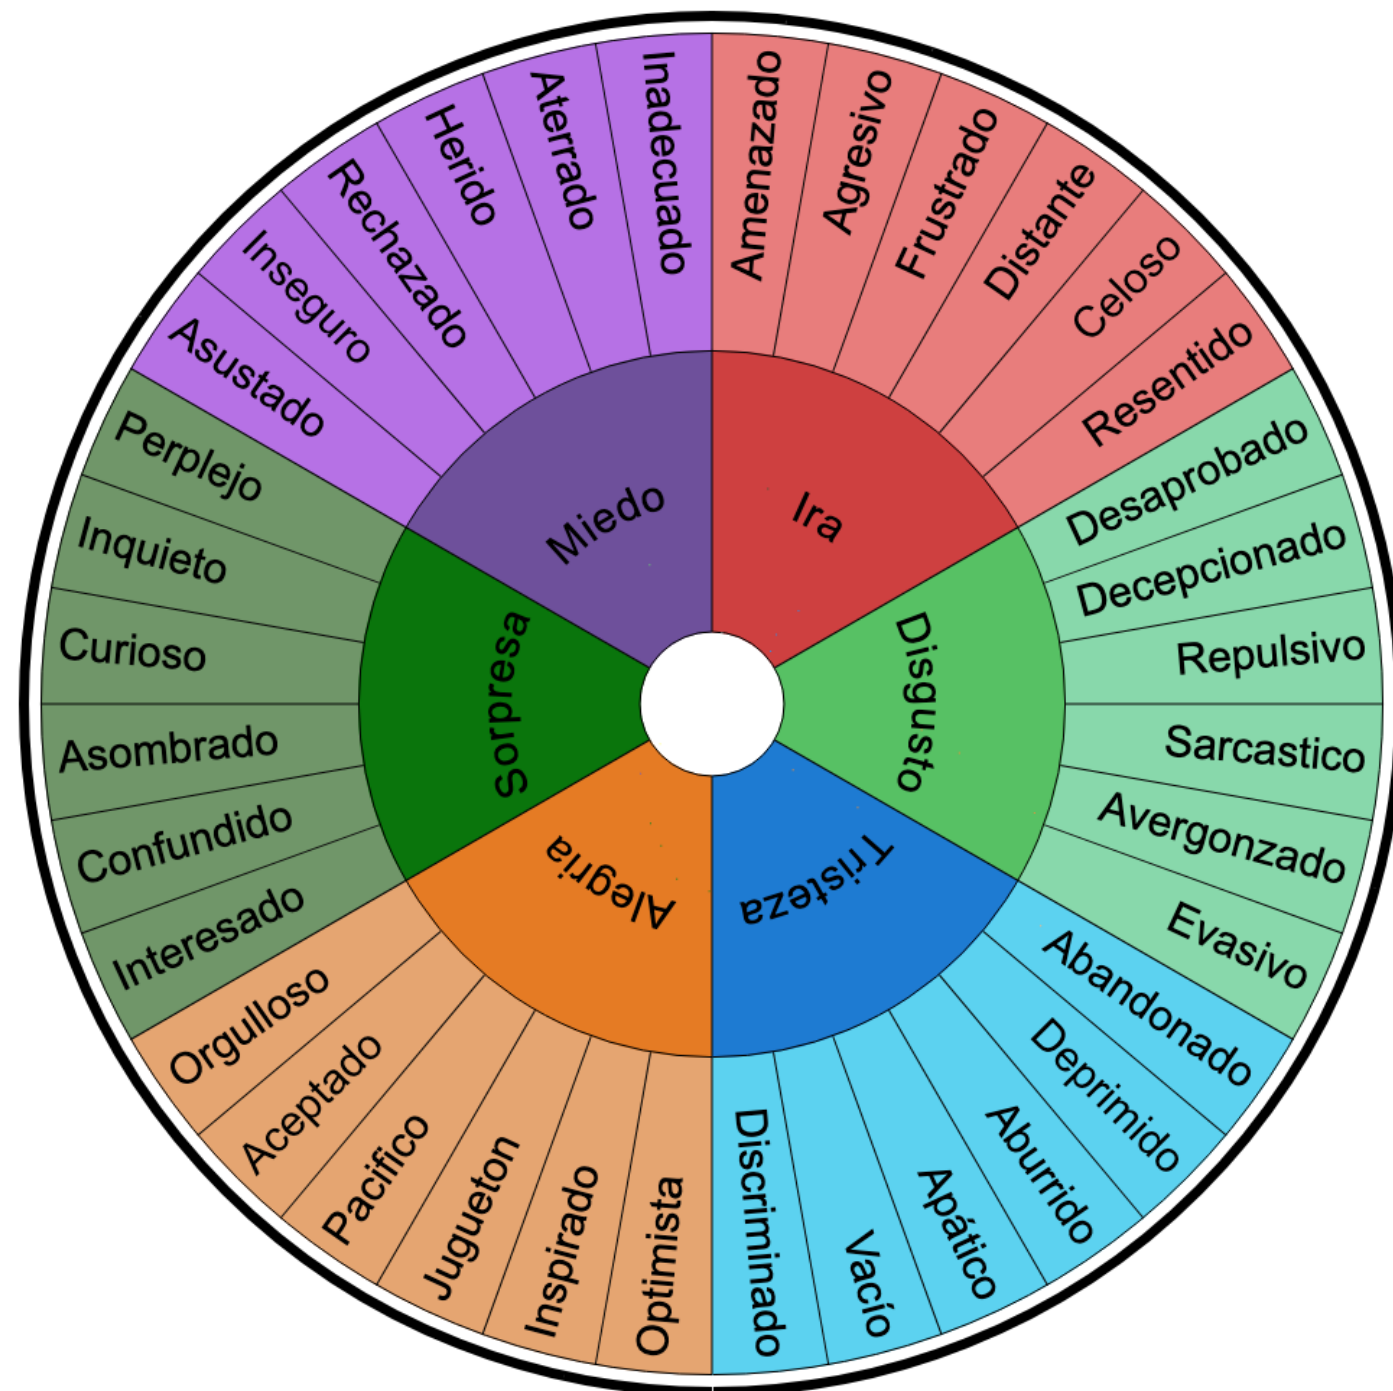 Ira
Amenazado
Agresivo
Frustrado
Distante
Celoso
Resentido
Disgusto
Desaprobado
Decepcionado
Repulsivo
Sarcastico
Avergonzado
Evasivo
Tristeza
Abandonado
Deprimido
Aburrido
Apático
Vacío
Discriminado
Alegria
Optimista
Inspirado
Jugueton
Pacifico
Aceptado
Orgulloso
Sorpresa
Interesado
Confundido
Asombrado
Curioso
Inquieto
Perplejo
Miedo
Asustado
Inseguro
Rechazado
Herido
Aterrado
Inadecuado